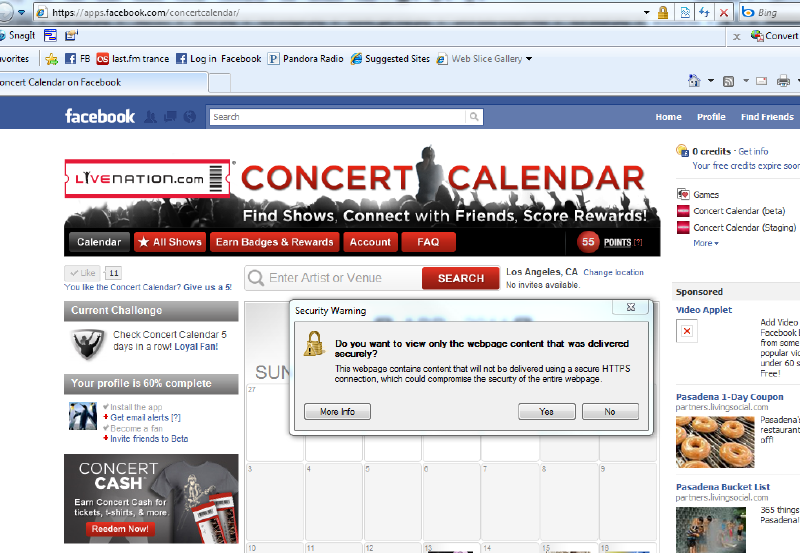 https://apps.facebook.com/concertcalendar/
Bing
SnagIt
Convert
vorites
FB
last.fm trance
Log in Facebook
Pandora Radio
Suggested Sites
Web Slice Gallery
oncert Calendar on Facebook
facebook
Search
Home
Profile
Find Friends
LIVENATION.com
CONCERT CALENDAR
Find Shows, Connect with Friends, Score Rewards!
Calendar
All Shows
Earn Badges & Rewards
Account
FAQ
55 POINTS [?]
0 credits · Get info
Your free credits expire soon
Games
Concert Calendar (beta)
Concert Calendar (Staging)
More
Like
11
You like the Concert Calendar? Give us a 5!
Enter Artist or Venue
SEARCH
Los Angeles, CA Change location
No invites available.
Current Challenge
Check Concert Calendar 5
days in a row! Loyal Fan!
Your profile is 60% complete
Install the app
Get email alerts [?]
Become a fan
Invite friends to Beta
CONCERT
CASH
Earn Concert Cash for
tickets, t-shirts, & more.
Redeem Now!
SUN
27
3
4
5
6
7
8
9
10
11
12
13
14
15
16
Security Warning
Do you want to view only the webpage content that was delivered
securely?
This webpage contains content that will not be delivered using a secure HTTPS
connection, which could compromise the security of the entire webpage.
More Info
Yes
No
Sponsored
Video Applet
Add Video
Facebook
from some
popular vid
under 60 s
Free!
Pasadena 1-Day Coupon
partners.livingsocial.com
Pasadena's
restaurant
off!
Pasadena Bucket List
partners.livingsocial.com
365 things
Pasadena!